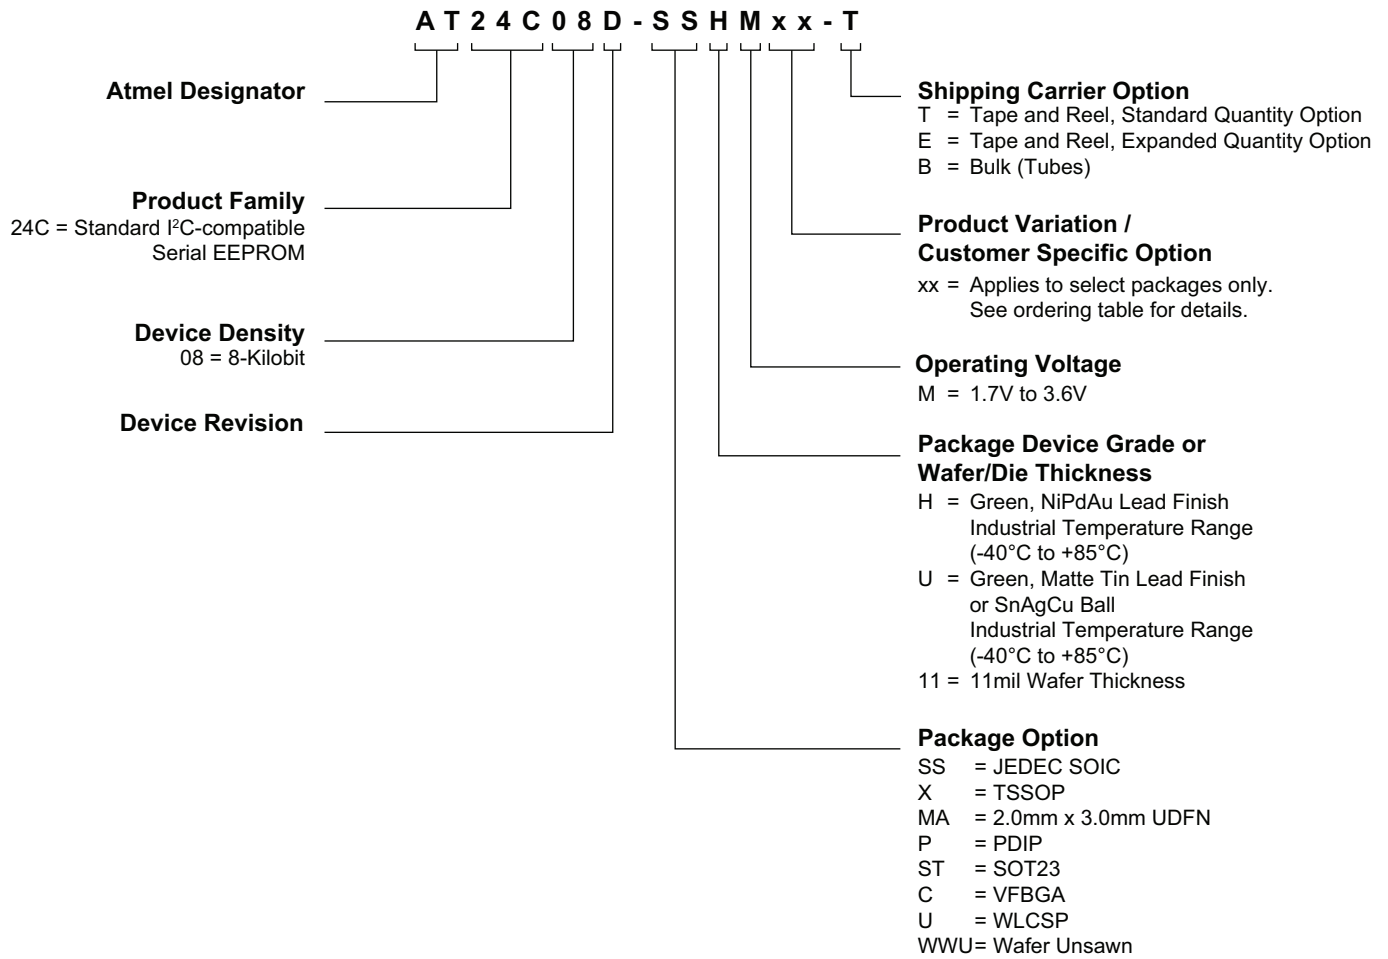 AT24C08D-SSHMxx-T
Atmel Designator
Product Family
24C = Standard I²C-compatible
Serial EEPROM
Device Density
08 = 8-Kilobit
Device Revision
Shipping Carrier Option
T = Tape and Reel, Standard Quantity Option
E = Tape and Reel, Expanded Quantity Option
B = Bulk (Tubes)
Product Variation /
Customer Specific Option
xx = Applies to select packages only.
See ordering table for details.
Operating Voltage
M = 1.7V to 3.6V
Package Device Grade or
Wafer/Die Thickness
H = Green, NiPdAu Lead Finish
Industrial Temperature Range
(-40°C to +85°C)
U = Green, Matte Tin Lead Finish
or SnAgCu Ball
Industrial Temperature Range
(-40°C to +85°C)
11 = 11mil Wafer Thickness
Package Option
SS = JEDEC SOIC
X = TSSOP
MA = 2.0mm x 3.0mm UDFN
P = PDIP
ST = SOT23
C = VFBGA
U = WLCSP
WWU= Wafer Unsawn